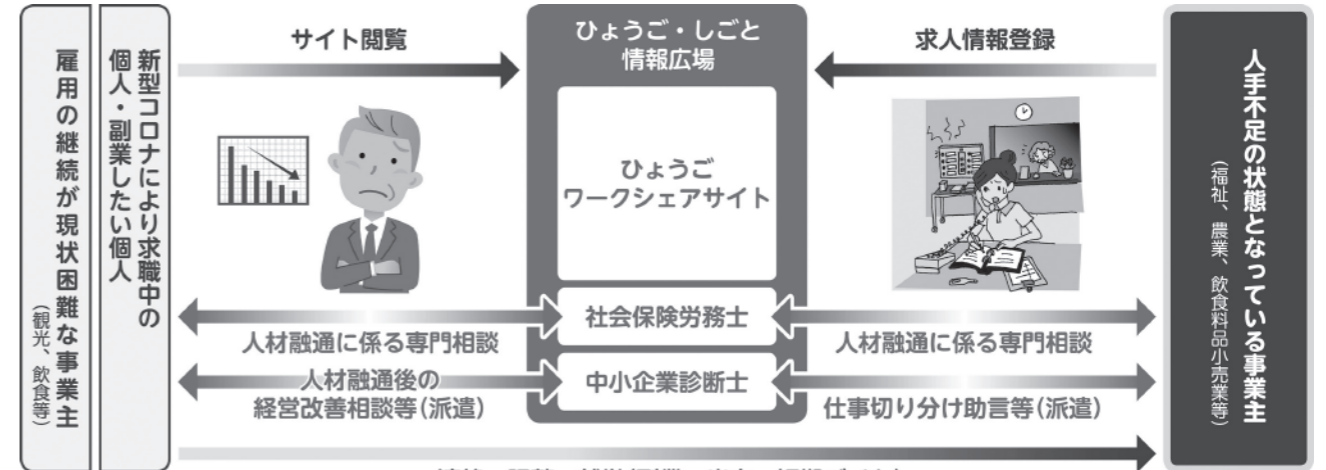 雇用の継続が現状困難な事業主
（観光、飲食等）
新型コロナにより求職中の
個人・副業したい個人
サイト閲覧
ひょうご・しごと
情報広場
求人情報登録
ひょうご
ワークシェアサイト
社会保険労務士
人材融通に係る専門相談
人材融通に係る専門相談
中小企業診断士
人材融通後の
経営改善相談等（派遣）
仕事切り分け助言等（派遣）
人手不足の状態となっている事業主
（福祉、農業、飲食料品小売業等）